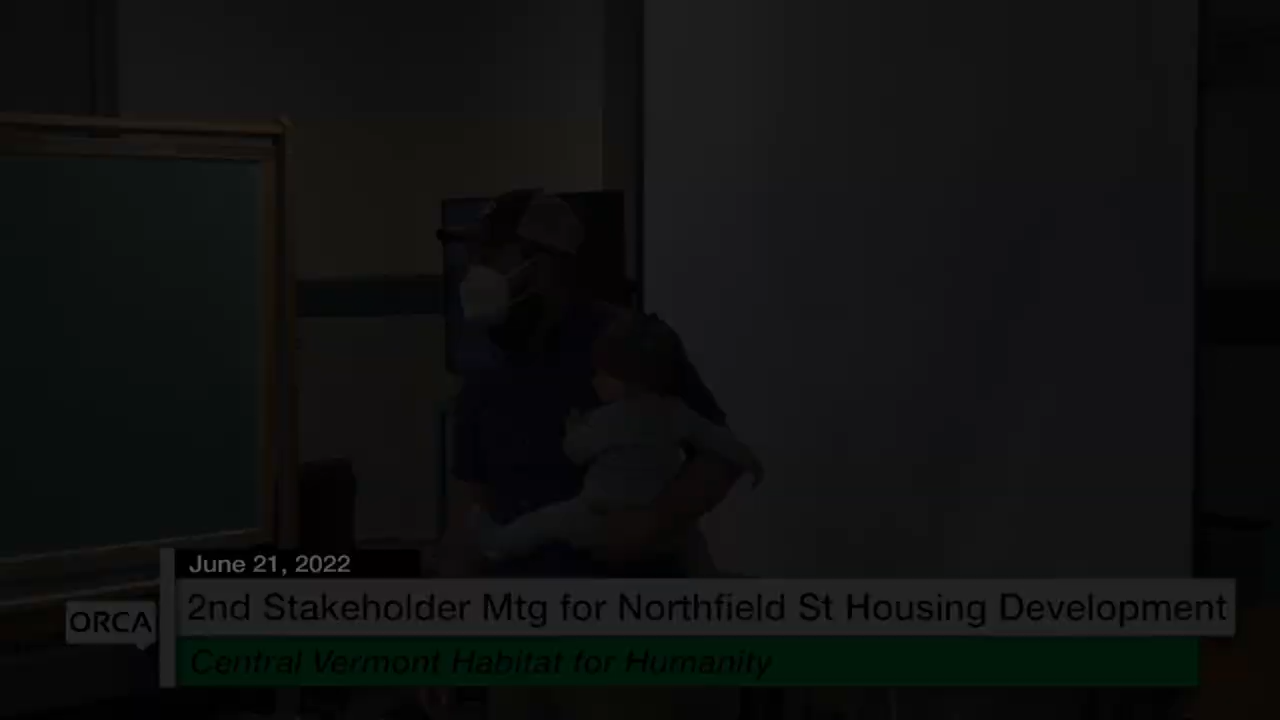 June 21, 2022
2nd Stakeholder Mtg for Northfield St Housing Development
ORCA
Central Vermont Habitat for Humanity